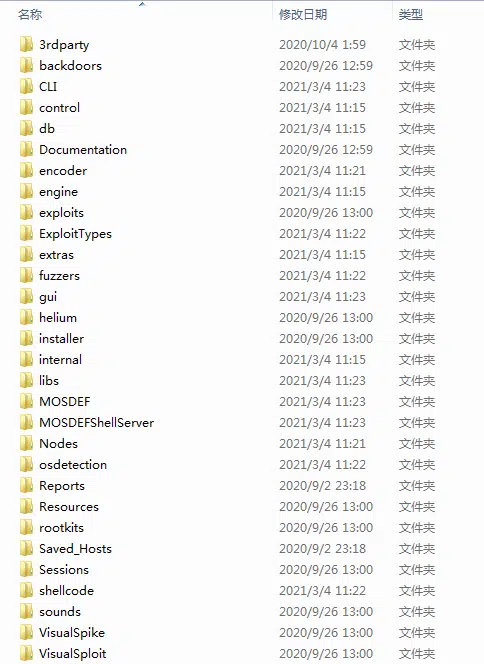 名称 修改日期 类型
3rdparty 2020/10/4 1:59 文件夹
backdoors 2020/9/26 12:59 文件夹
CLI 2021/3/4 11:23 文件夹
control 2021/3/4 11:15 文件夹
db 2021/3/4 11:15 文件夹
Documentation 2020/9/26 12:59 文件夹
encoder 2021/3/4 11:21 文件夹
engine 2021/3/4 11:15 文件夹
exploits 2020/9/26 13:00 文件夹
ExploitTypes 2021/3/4 11:22 文件夹
extras 2021/3/4 11:15 文件夹
fuzzers 2021/3/4 11:22 文件夹
gui 2021/3/4 11:23 文件夹
helium 2020/9/26 13:00 文件夹
installer 2020/9/26 13:00 文件夹
internal 2021/3/4 11:15 文件夹
libs 2021/3/4 11:23 文件夹
MOSDEF 2021/3/4 11:23 文件夹
MOSDEFShellServer 2021/3/4 11:23 文件夹
Nodes 2021/3/4 11:21 文件夹
osdetection 2021/3/4 11:22 文件夹
Reports 2020/9/2 23:18 文件夹
Resources 2020/9/26 13:00 文件夹
rootkits 2020/9/26 13:00 文件夹
Saved_Hosts 2020/9/2 23:18 文件夹
Sessions 2020/9/26 13:00 文件夹
shellcode 2021/3/4 11:22 文件夹
sounds 2020/9/26 13:00 文件夹
VisualSpike 2020/9/26 13:00 文件夹
VisualSploit 2020/9/26 13:00 文件夹